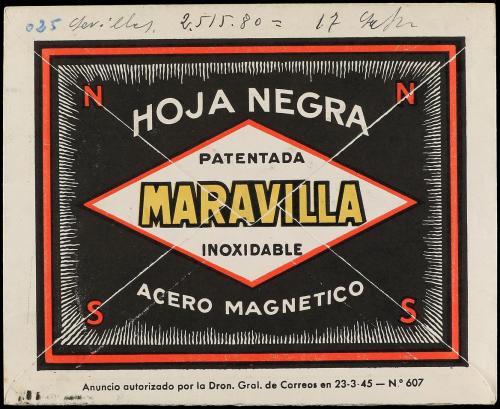 025 Sevilla. 2.515.80 = 17
N N
HOJA NEGRA
PATENTADA
MARAVILLA
INOXIDABLE
ACERO MAGNETICO
S S
Anuncio autorizado por la Dron. Gral. de Correos en 23-3-45 — N.º 607